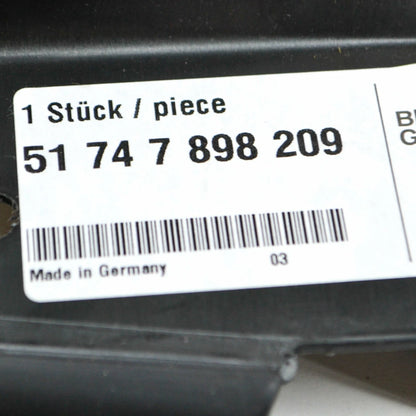 1 Stück / piece
51 74 7 898 209
Made in Germany
03